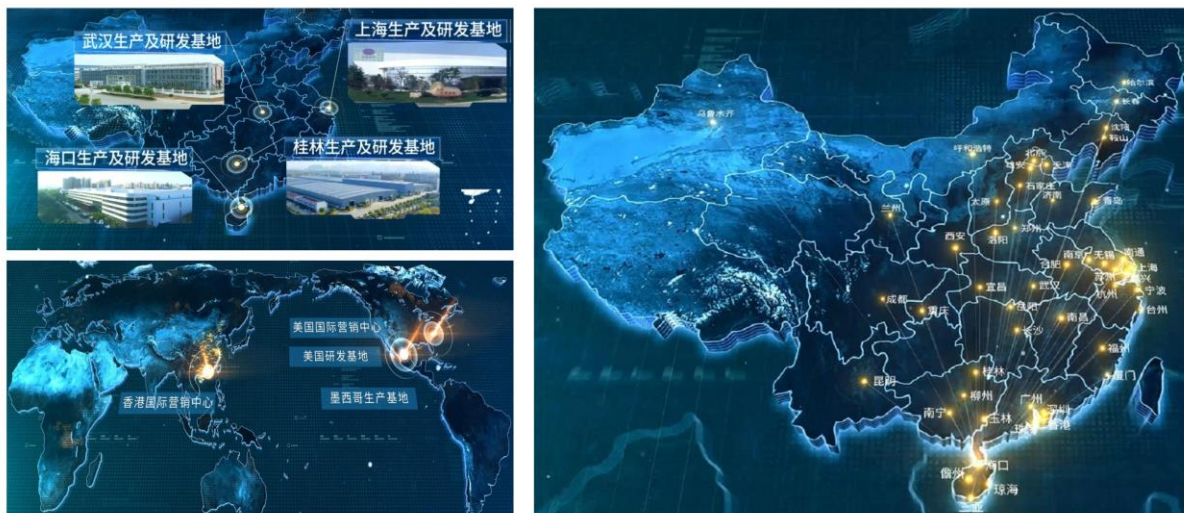 武汉生产及研发基地
上海生产及研发基地
海口生产及研发基地
桂林生产及研发基地
美国国际营销中心
美国研发基地
墨西哥生产基地
香港国际营销中心
哈尔滨
长春
乌鲁木齐
沈阳
鞍山
呼和浩特
北京
天津
石家庄
济南
太原
青岛
兰州
郑州
洛阳
西安
南京
无锡
南通
合肥
上海
宜昌
武汉
杭州
宁波
成都
重庆
岳阳
南昌
台州
长沙
福州
桂林
厦门
昆明
柳州
广州
南宁
玉林
香港
海口
儋州
琼海